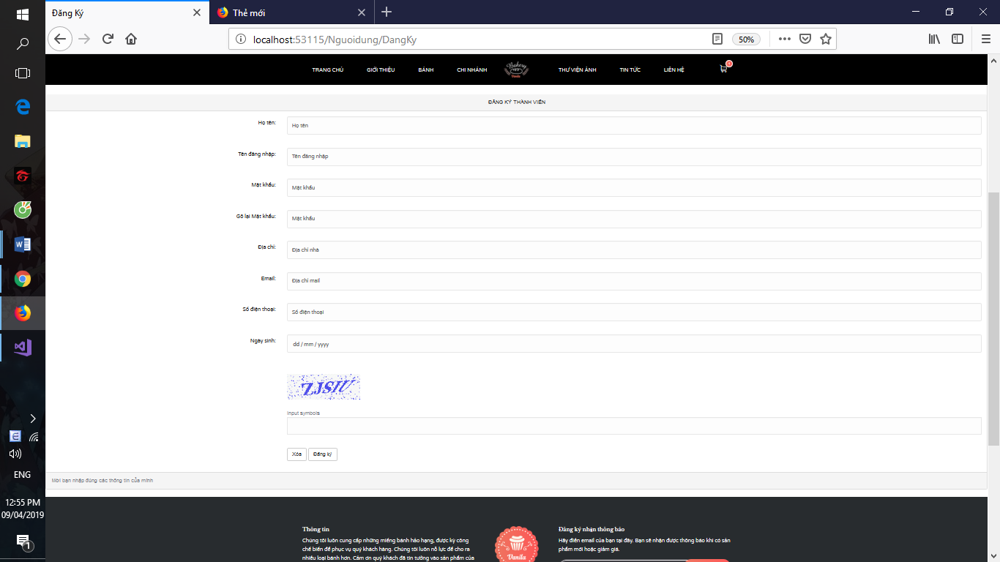 Đăng Ký
Thẻ mới
localhost:53115/Nguoidung/DangKy
50%
TRANG CHỦ
GIỚI THIỆU
BÁNH
CHI NHÁNH
Bakery
Vanila
THƯ VIỆN ẢNH
TIN TỨC
LIÊN HỆ
ĐĂNG KÝ THÀNH VIÊN
Họ tên:
Họ tên
Tên đăng nhập:
Tên đăng nhập
Mật khẩu:
Mật khẩu
Gõ lại Mật khẩu:
Mật khẩu
Địa chỉ:
Địa chỉ nhà
Email:
Địa chỉ mail
Số điện thoại:
Số điện thoại
Ngày sinh:
dd / mm / yyyy
ZJSIV
Input symbols
Xóa
Đăng ký
Mời bạn nhập đúng các thông tin của mình
Thông tin
Chúng tôi luôn cung cấp những miếng bánh hảo hạng, được kỳ công
chế biến để phục vụ quý khách hàng. Chúng tôi luôn nỗ lực để cho ra
nhiều loại bánh hơn. Cảm ơn quý khách đã tin tưởng vào sản phẩm của
Vanila
Đăng ký nhận thông báo
Hãy điền email của bạn tại đây. Bạn sẽ nhận được thông báo khi có sản
phẩm mới hoặc giảm giá.
ENG
12:55 PM
09/04/2019
1